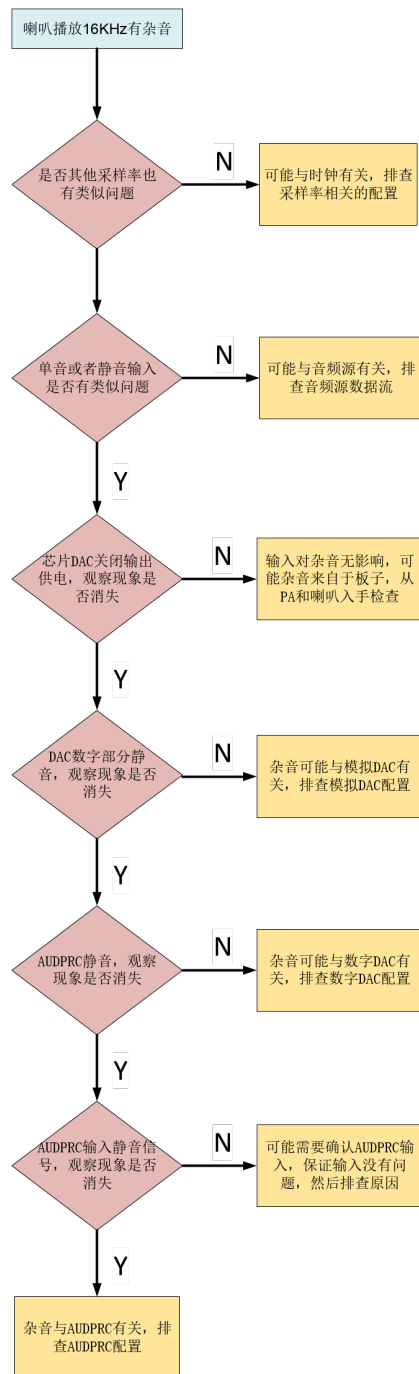 喇叭播放16KHz有杂音
是否其他采样率也
有类似问题
N
可能与时钟有关，排查
采样率相关的配置
单音或者静音输入
是否有类似问题
N
可能与音频源有关，排
查音频源数据流
Y
芯片DAC关闭输出
供电，观察现象是
否消失
N
输入对杂音无影响，可
能杂音来自于板子，从
PA和喇叭入手检查
Y
DAC数字部分静
音，观察现象是否
消失
N
杂音可能与模拟DAC有
关，排查模拟DAC配置
Y
AUDPRC静音，观察
现象是否消失
N
杂音可能与数字DAC有
关，排查数字DAC配置
Y
AUDPRC输入静音信
号，观察现象是否
消失
N
可能需要确认AUDPRC输
入，保证输入没有问
题，然后排查原因
Y
杂音与AUDPRC有关，排
查AUDPRC配置